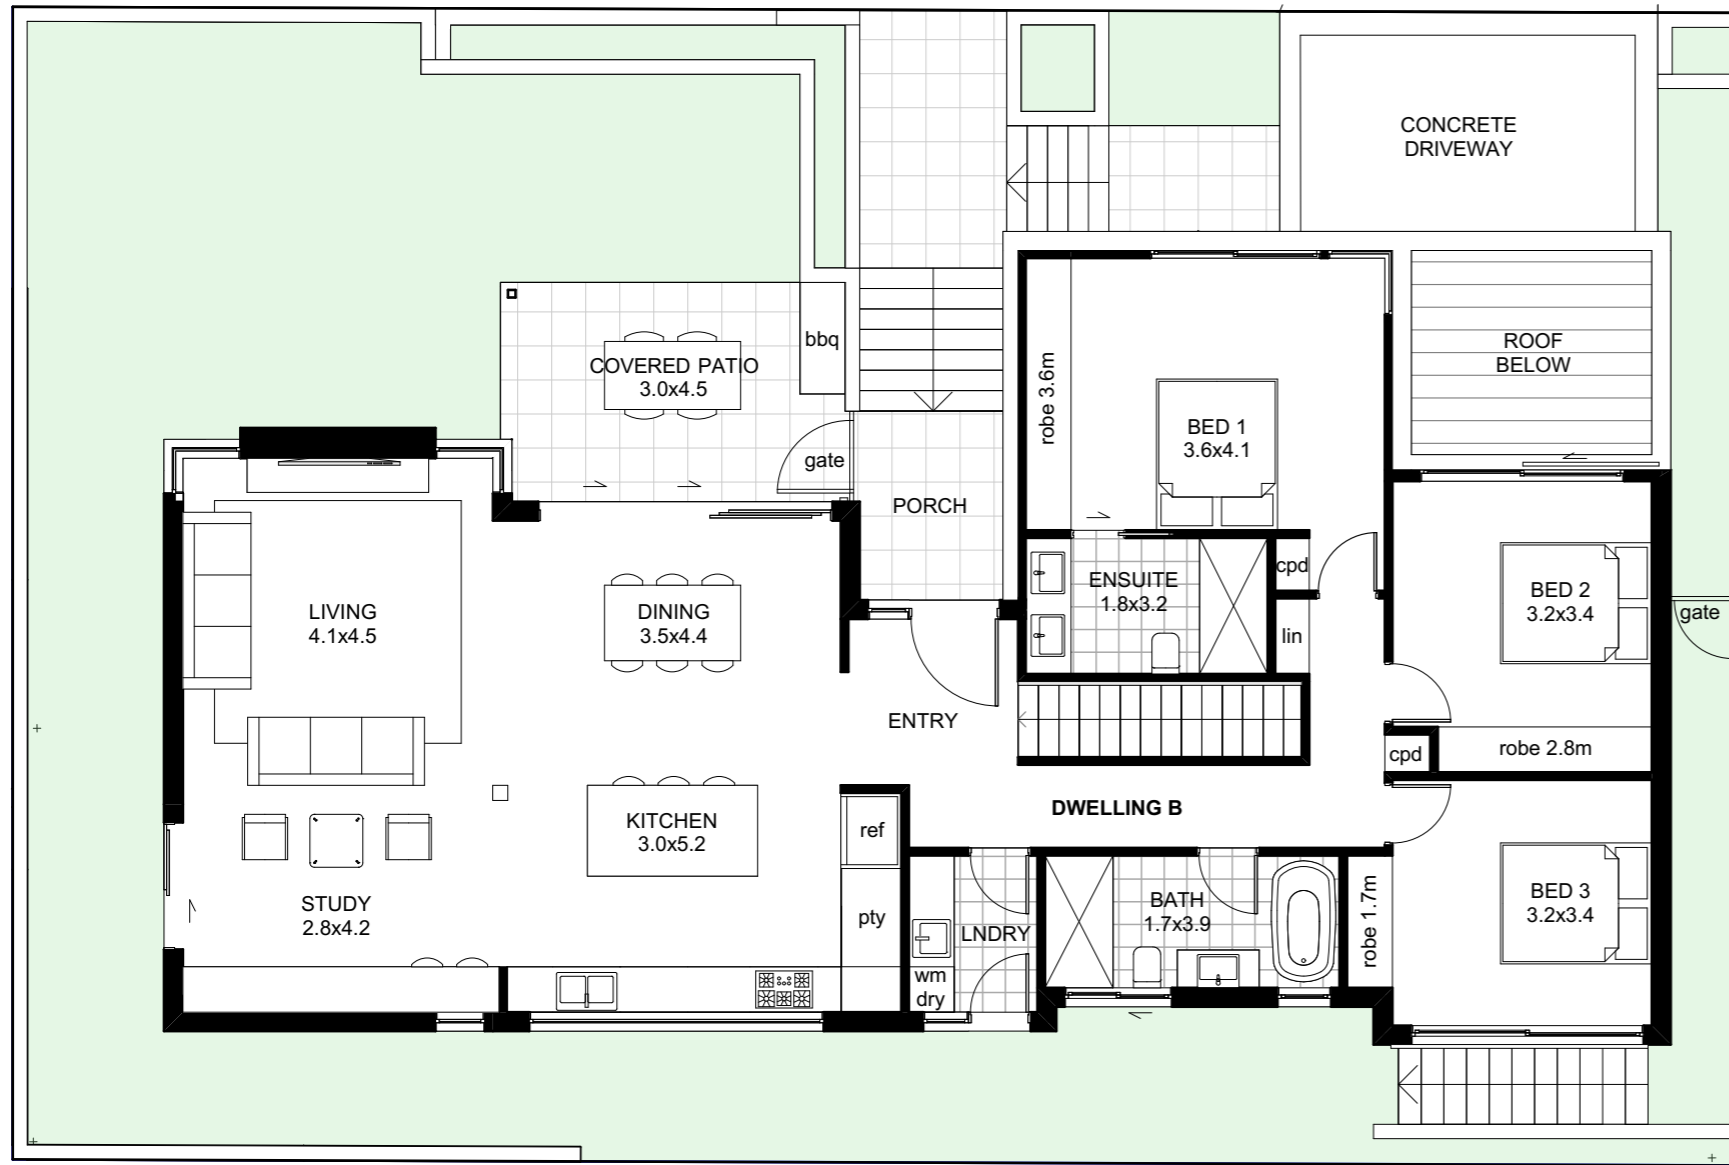 CONCRETE
DRIVEWAY
ROOF
BELOW
bbq
COVERED PATIO
3.0x4.5
robe 3.6m
BED 1
3.6x4.1
gate
PORCH
LIVING
4.1x4.5
DINING
3.5x4.4
ENSUITE
1.8x3.2
cpd
lin
BED 2
3.2x3.4
gate
ENTRY
cpd
robe 2.8m
DWELLING B
KITCHEN
3.0x5.2
ref
pty
STUDY
2.8x4.2
LNDRY
wm
dry
BATH
1.7x3.9
robe 1.7m
BED 3
3.2x3.4